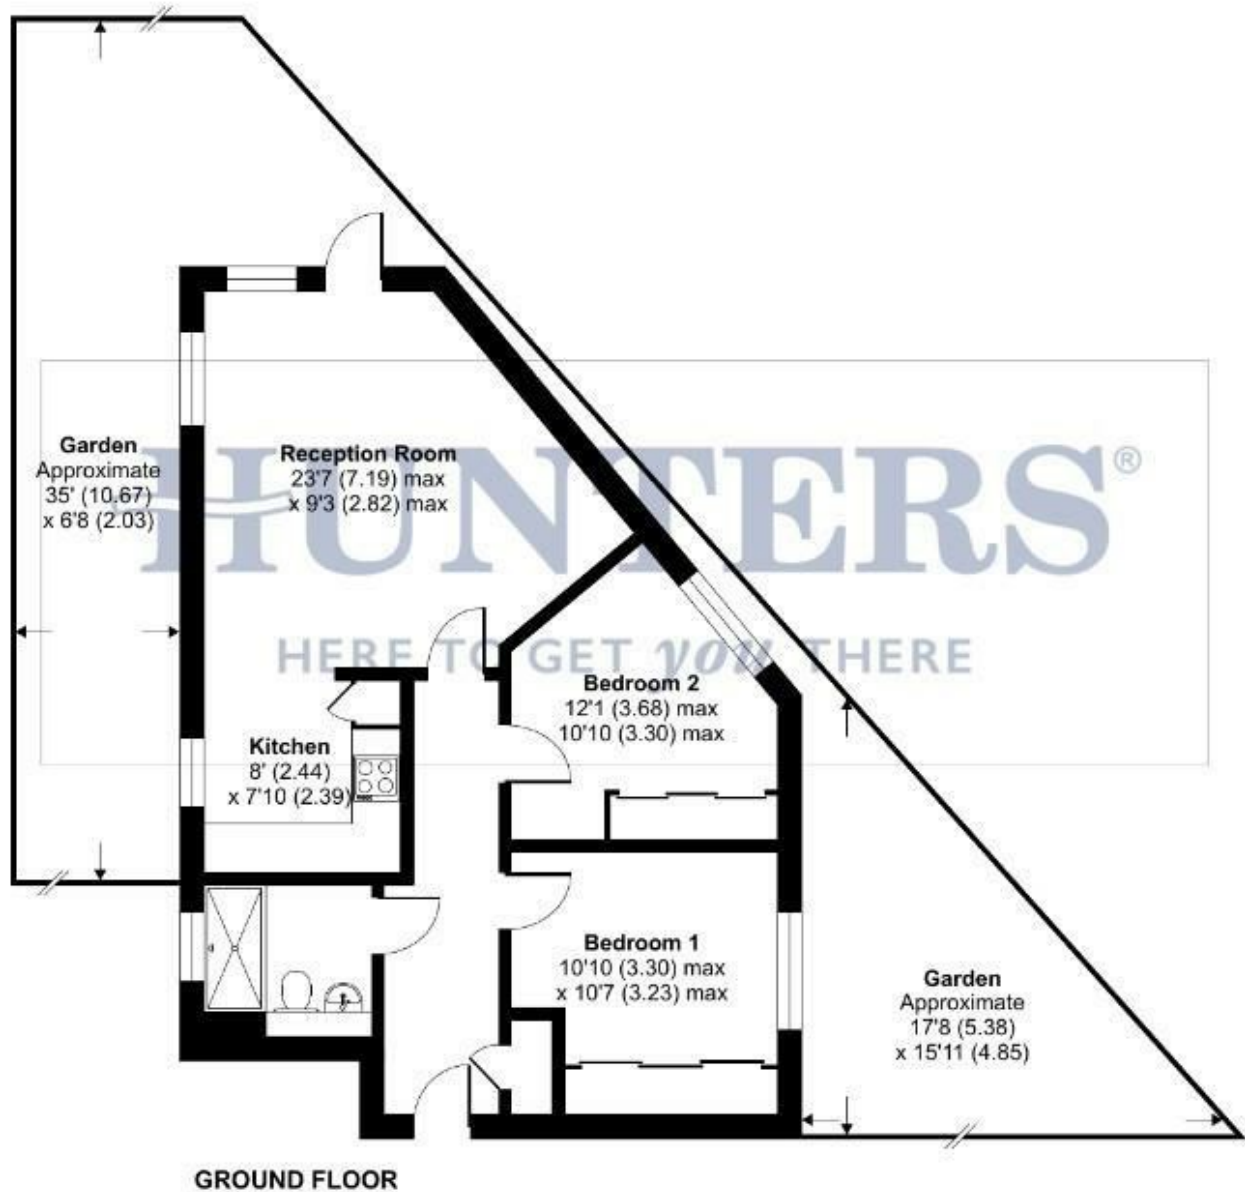 Garden
Approximate
35' (10.67)
x 6'8 (2.03)
Reception Room
23'7 (7.19) max
x 9'3 (2.82) max
HUNTERS®
HERE TO GET you THERE
Bedroom 2
12'1 (3.68) max
10'10 (3.30) max
Kitchen
8' (2.44)
x 7'10 (2.39)
Bedroom 1
10'10 (3.30) max
x 10'7 (3.23) max
Garden
Approximate
17'8 (5.38)
x 15'11 (4.85)
GROUND FLOOR